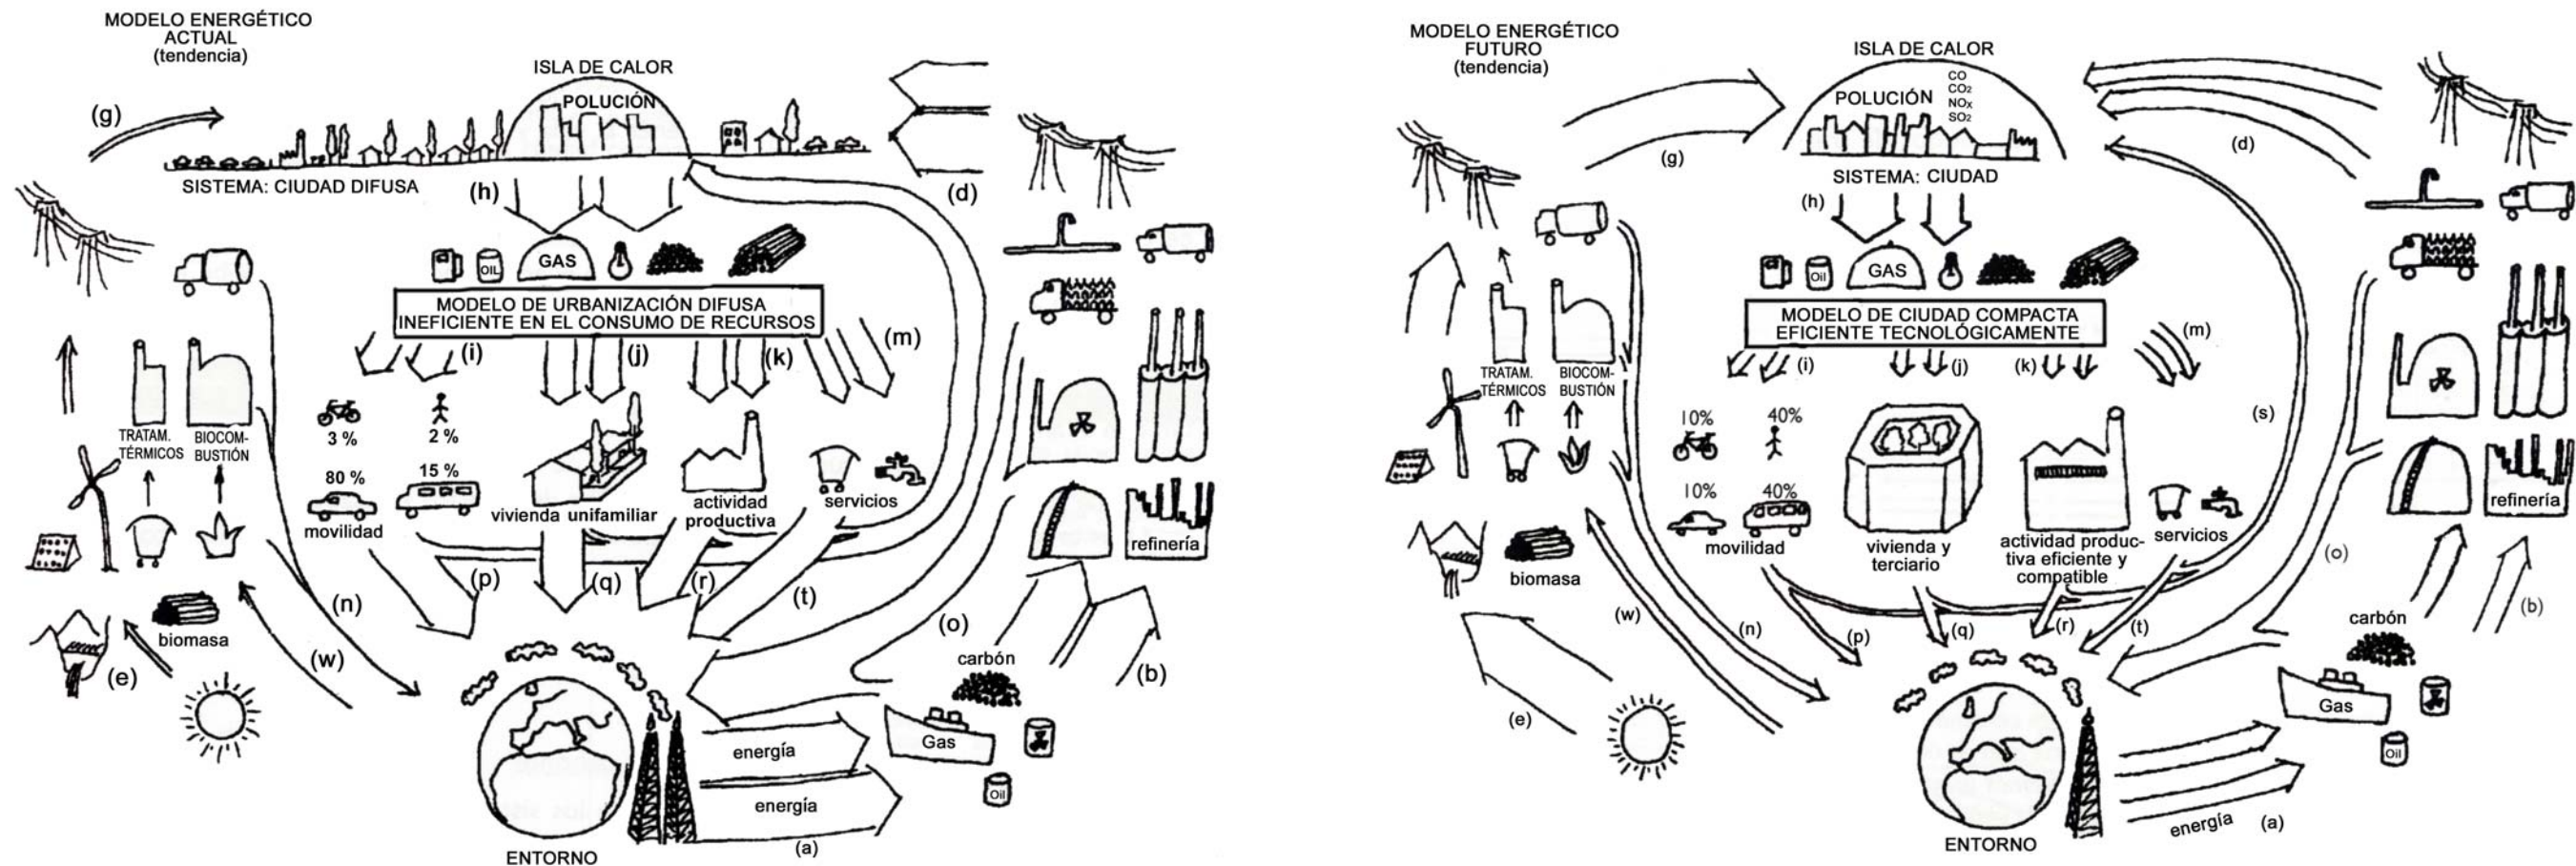 MODELO ENERGÉTICO
ACTUAL
(tendencia)
ISLA DE CALOR
POLUCIÓN
(g)
SISTEMA: CIUDAD DIFUSA
(h)
(d)
OIL
GAS
MODELO DE URBANIZACIÓN DIFUSA
INEFICIENTE EN EL CONSUMO DE RECURSOS
(i)
(j)
(k)
(m)
TRATAM.
TÉRMICOS
BIOCOM-
BUSTIÓN
3 %
2 %
80 %
15 %
movilidad
vivienda unifamiliar
actividad
productiva
servicios
refinería
(p)
(q)
(r)
(t)
(n)
(o)
(w)
biomasa
(e)
(b)
carbón
Gas
Oil
energía
energía
(a)
ENTORNO
MODELO ENERGÉTICO
FUTURO
(tendencia)
ISLA DE CALOR
POLUCIÓN
CO
CO2
NOx
SO2
(g)
(d)
SISTEMA: CIUDAD
(h)
Oil
GAS
MODELO DE CIUDAD COMPACTA
EFICIENTE TECNOLÓGICAMENTE
(i)
(j)
(k)
(m)
TRATAM.
TÉRMICOS
BIOCOM-
BUSTIÓN
10%
40%
10%
40%
movilidad
vivienda y
terciario
actividad produc-
tiva eficiente y
compatible
servicios
(s)
refinería
biomasa
(o)
(b)
(w)
(n)
(p)
(q)
(r)
(t)
(e)
carbón
Gas
Oil
energía
(a)
ENTORNO